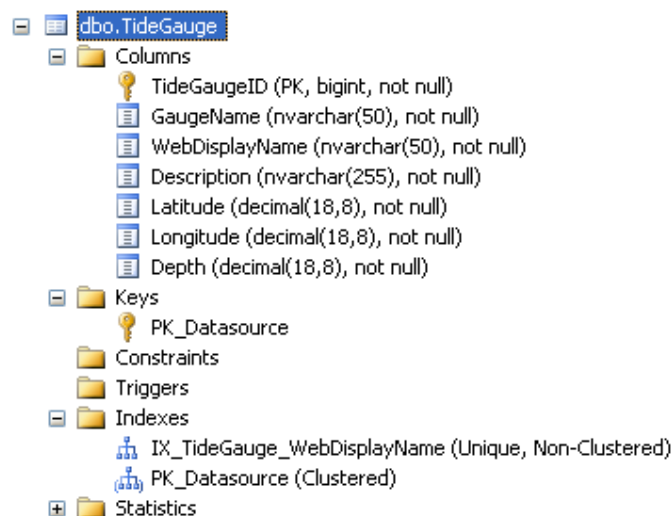 dbo.TideGauge
Columns
TideGaugeID (PK, bigint, not null)
GaugeName (nvarchar(50), not null)
WebDisplayName (nvarchar(50), not null)
Description (nvarchar(255), not null)
Latitude (decimal(18,8), not null)
Longitude (decimal(18,8), not null)
Depth (decimal(18,8), not null)
Keys
PK_Datasource
Constraints
Triggers
Indexes
IX_TideGauge_WebDisplayName (Unique, Non-Clustered)
PK_Datasource (Clustered)
Statistics